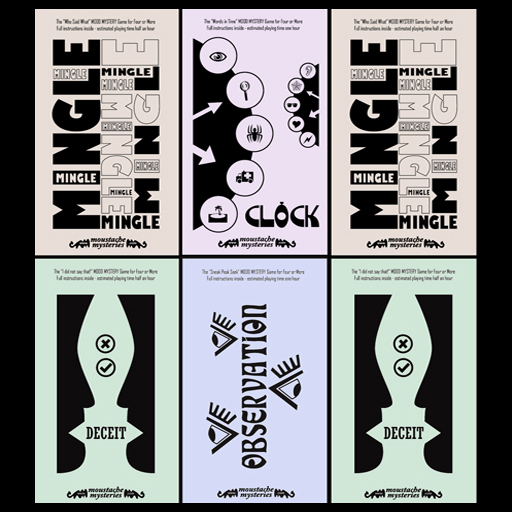 The "Who Said What" MOOD MYSTERY Game for Four or More
Full instructions inside - estimated playing time half an hour
MINGLE
MINGLE
MINGLE
MINGLE
MINGLE
MINGLE
MINGLE
MINGLE
MINGLE
MINGLE
MINGLE
MINGLE
moustache
mysteries
The "Words in Time" MOOD MYSTERY Game for Four or More
Full instructions inside - estimated playing time one hour
CLOCK
moustache
mysteries
The "Who Said What" MOOD MYSTERY Game for Four or More
Full instructions inside - estimated playing time half an hour
MINGLE
MINGLE
MINGLE
MINGLE
MINGLE
MINGLE
MINGLE
MINGLE
MINGLE
MINGLE
MINGLE
MINGLE
moustache
mysteries
The "I did not say that" MOOD MYSTERY Game for Four or More
Full instructions inside - estimated playing time half an hour
DECEIT
moustache
mysteries
The "Sneak Peak Seek" MOOD MYSTERY Game for Four or More
Full instructions inside - estimated playing time one hour
OBSERVATION
moustache
mysteries
The "I did not say that" MOOD MYSTERY Game for Four or More
Full instructions inside - estimated playing time half an hour
DECEIT
moustache
mysteries